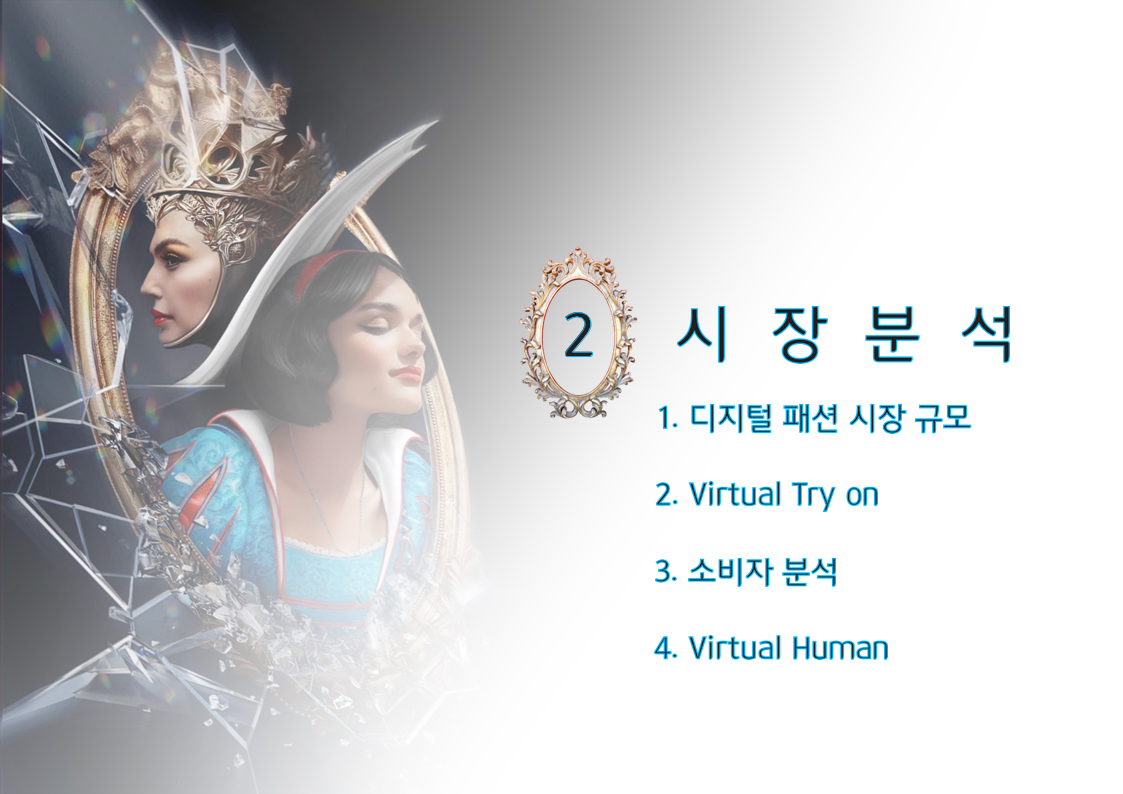 2 시 장 분 석
1. 디지털 패션 시장 규모
2. Virtual Try on
3. 소비자 분석
4. Virtual Human